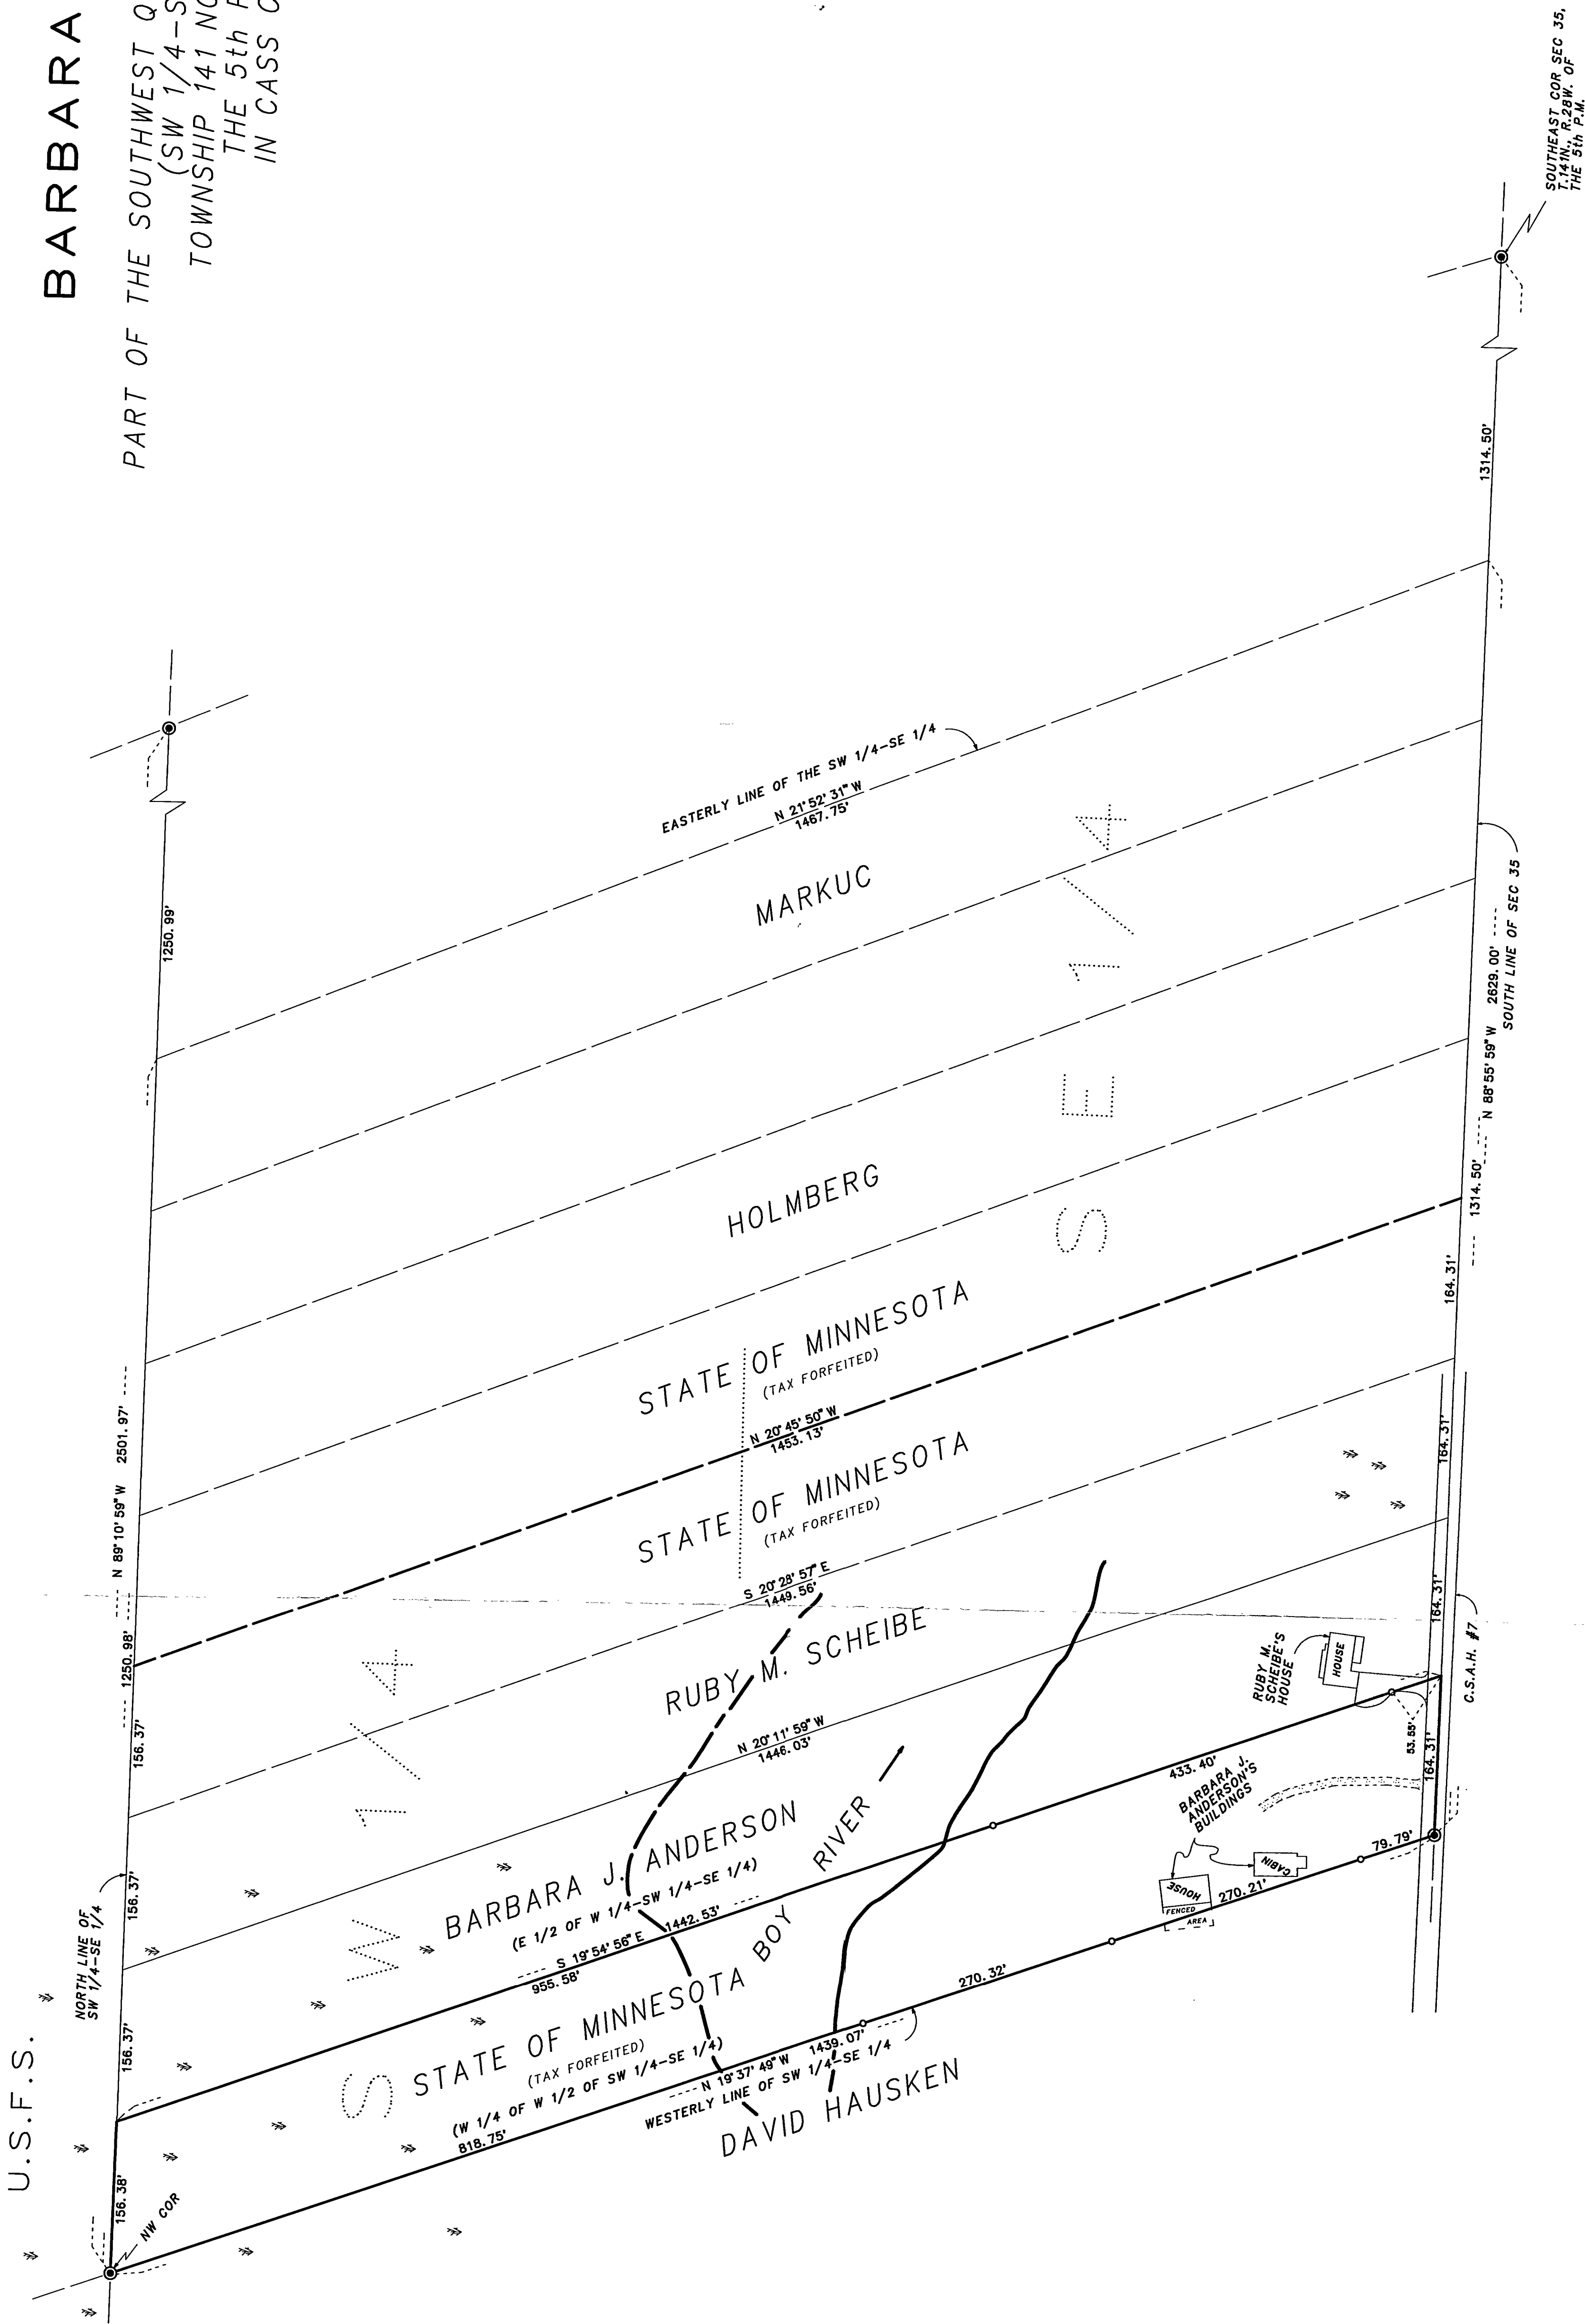 BARBARA
PART OF THE SOUTHWEST Q
(SW 1/4-S
TOWNSHIP 141 NO
THE 5th P
IN CASS C
SOUTHEAST COR SEC 35,
T.141N., R.28W. OF
THE 5th P.M.
1314.50'
1250.99'
EASTERLY LINE OF THE SW 1/4-SE 1/4
N 21°52'31" W
1467.75'
MARKUC
SOUTH LINE OF SEC 35
N 88°55'59" W 2629.00'
1314.50'
HOLMBERG
STATE OF MINNESOTA
(TAX FORFEITED)
N 20°45'50" W
1453.13'
STATE OF MINNESOTA
(TAX FORFEITED)
S 20°28'57" E
1449.56'
RUBY M. SCHEIBE
N 20°11'59" W
1446.03'
BARBARA J. ANDERSON
(E 1/2 OF W 1/4-SW 1/4-SE 1/4)
S 19°54'56" E 1442.53'
955.58'
433.40'
53.55'
STATE OF MINNESOTA
(TAX FORFEITED)
(W 1/4 OF W 1/2 OF SW 1/4-SE 1/4)
818.75'
N 19°37'49" W 1439.07'
WESTERLY LINE OF SW 1/4-SE 1/4
270.32'
270.21'
79.79'
DAVID HAUSKEN
BOY RIVER
SW 1/4
SE 1/4
N 89°10'59" W 2501.97'
1250.98'
156.37'
156.37'
156.37'
156.38'
NORTH LINE OF
SW 1/4-SE 1/4
NW COR
U.S.F.S.
164.31'
164.31'
164.31'
164.31'
C.S.A.H. #7
RUBY M.
SCHEIBE'S
HOUSE
HOUSE
BARBARA J.
ANDERSON'S
BUILDINGS
CABIN
HOUSE
FENCED
AREA